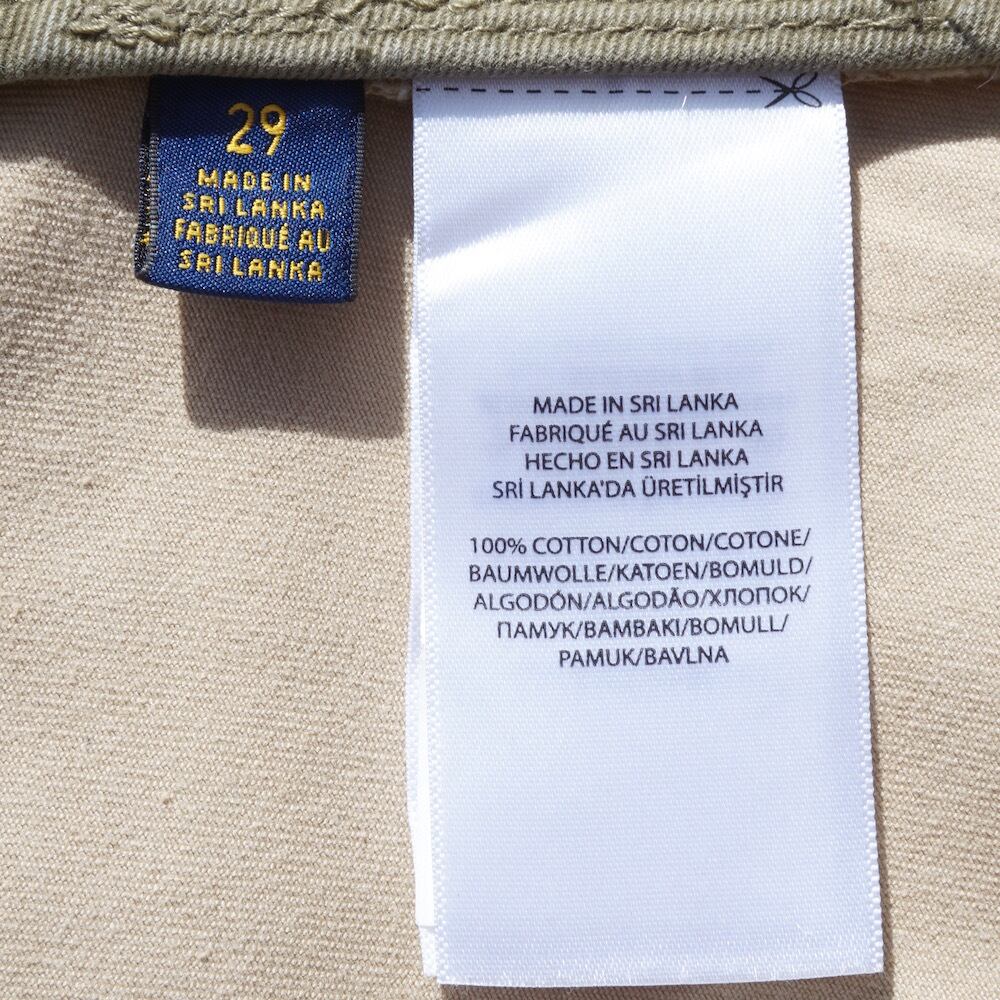 29
MADE IN
SRI LANKA
FABRIQUÉ AU
SRI LANKA
MADE IN SRI LANKA
FABRIQUÉ AU SRI LANKA
HECHO EN SRI LANKA
SRİ LANKA'DA ÜRETİLMİŞTİR
100% COTTON/COTON/COTONE/
BAUMWOLLE/KATOEN/BOMULD/
ALGODÓN/ALGODÃO/ХЛОПОК/
ПАМУК/BAMBAKI/BOMULL/
PAMUK/BAVLNA